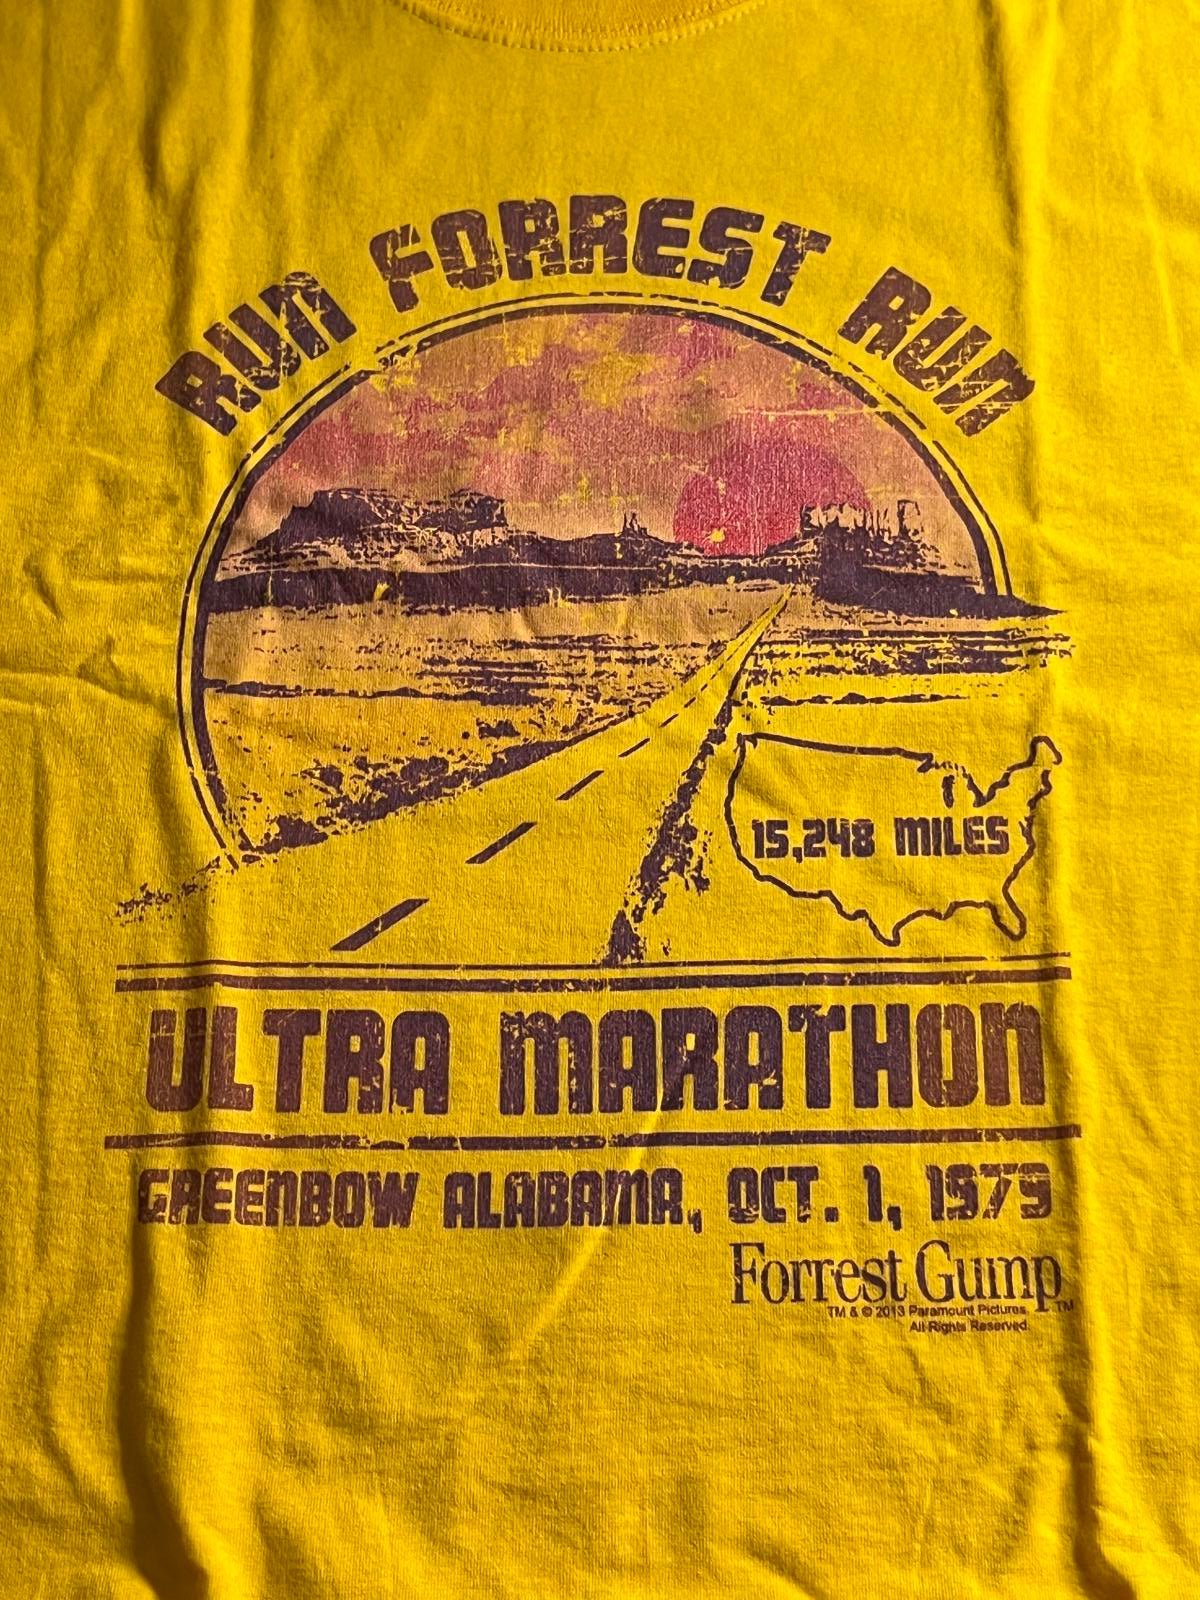 RUN FORREST RUN
15,248 MILES
ULTRA MARATHON
GREENBOW ALABAMA, OCT. 1, 1979
Forrest Gump™
TM & © 2013 Paramount Pictures.
All Rights Reserved.